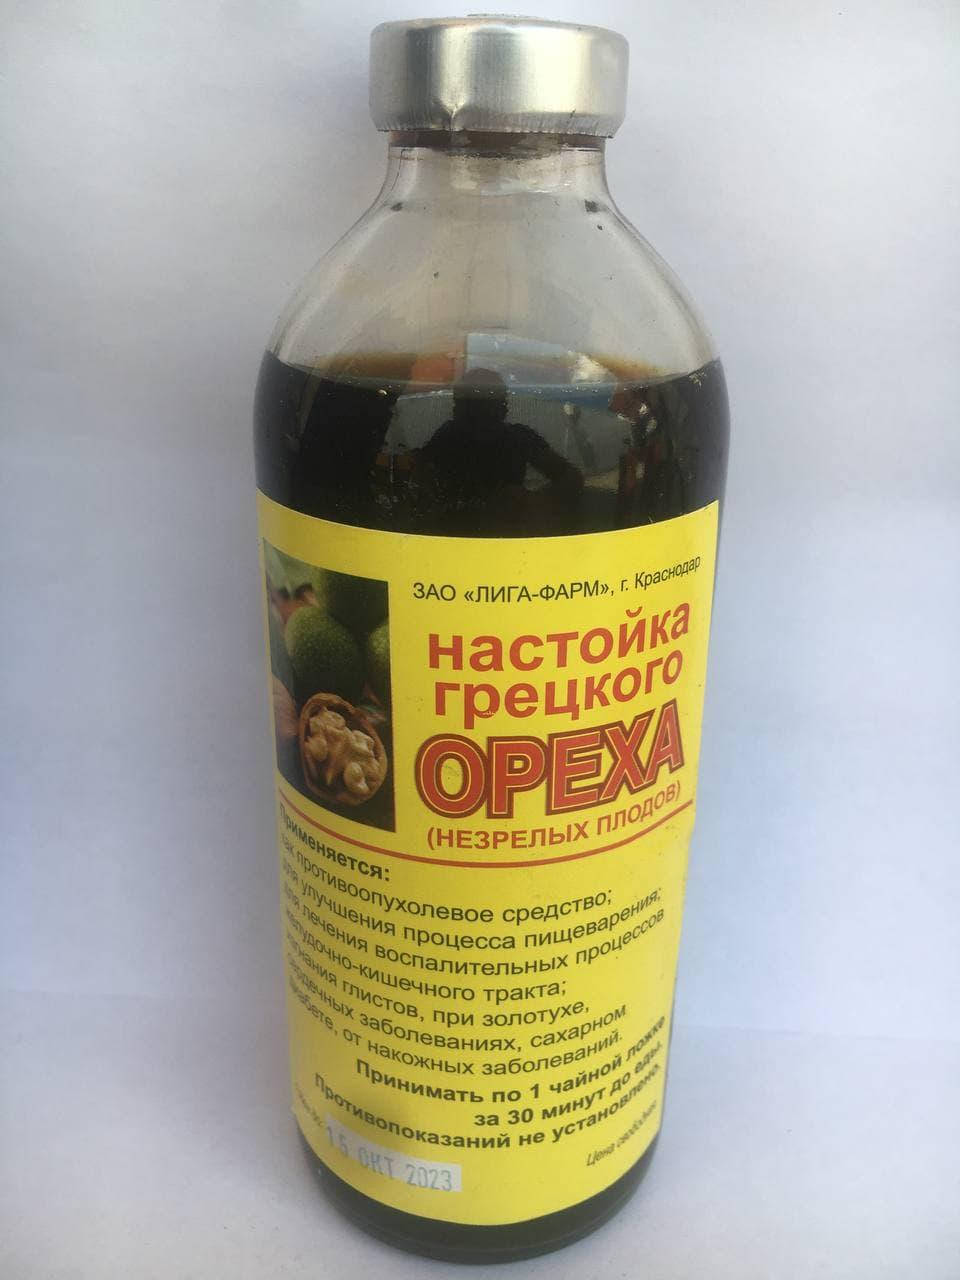 ЗАО «ЛИГА-ФАРМ», г. Краснодар
настойка
грецкого
ОРЕХА
(НЕЗРЕЛЫХ ПЛОДОВ)
Применяется:
как противоопухолевое средство;
для улучшения процесса пищеварения;
для лечения воспалительных процессов
желудочно-кишечного тракта;
изгнания глистов, при золотухе,
сердечных заболеваниях, сахарном
диабете, от накожных заболеваний.
Принимать по 1 чайной ложке
за 30 минут до еды.
Противопоказаний не установлено.
Цена свободная
15 ОКТ 2023